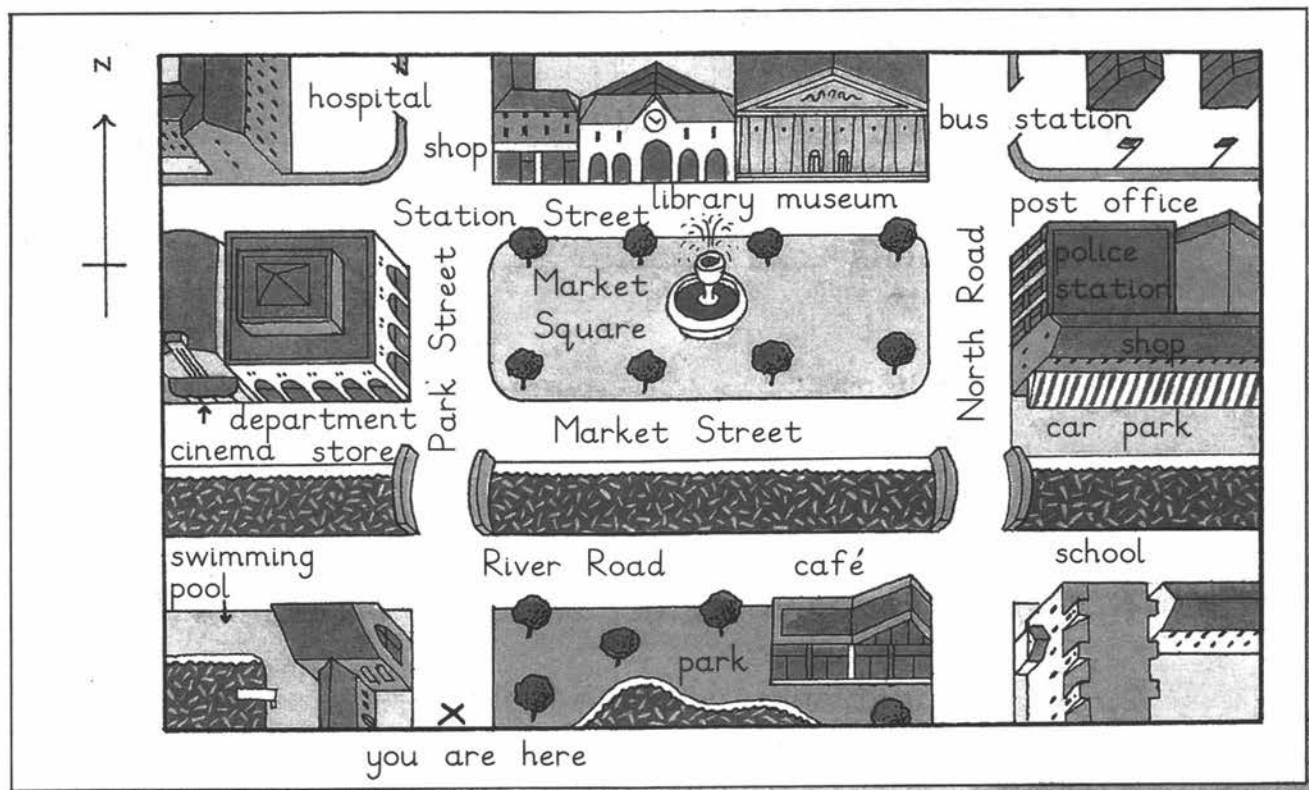 N
hospital
shop
bus station
library museum
post office
Station Street
police
station
Market
Square
Park Street
North Road
shop
department
cinema store
Market Street
car park
swimming
pool
River Road
café
school
park
X
you are here